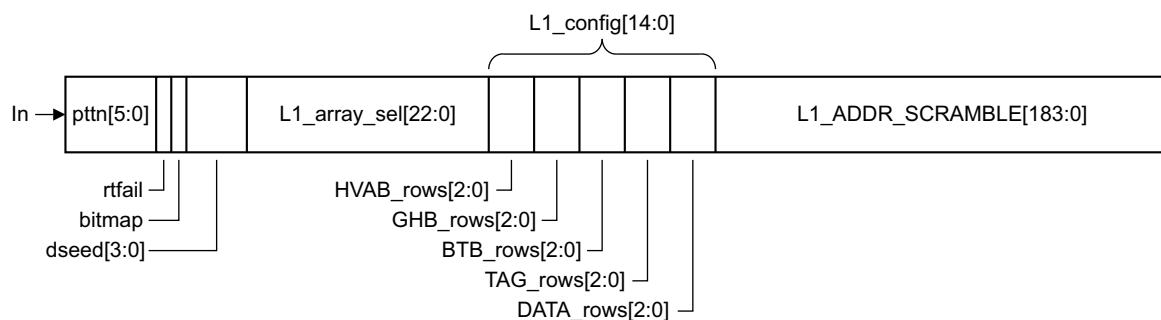 L1_config[14:0]
In pttn[5:0] L1_array_sel[22:0] L1_ADDR_SCRAMBLE[183:0]
rtfail HVAB_rows[2:0]
bitmap GHB_rows[2:0]
dseed[3:0] BTB_rows[2:0]
TAG_rows[2:0]
DATA_rows[2:0]